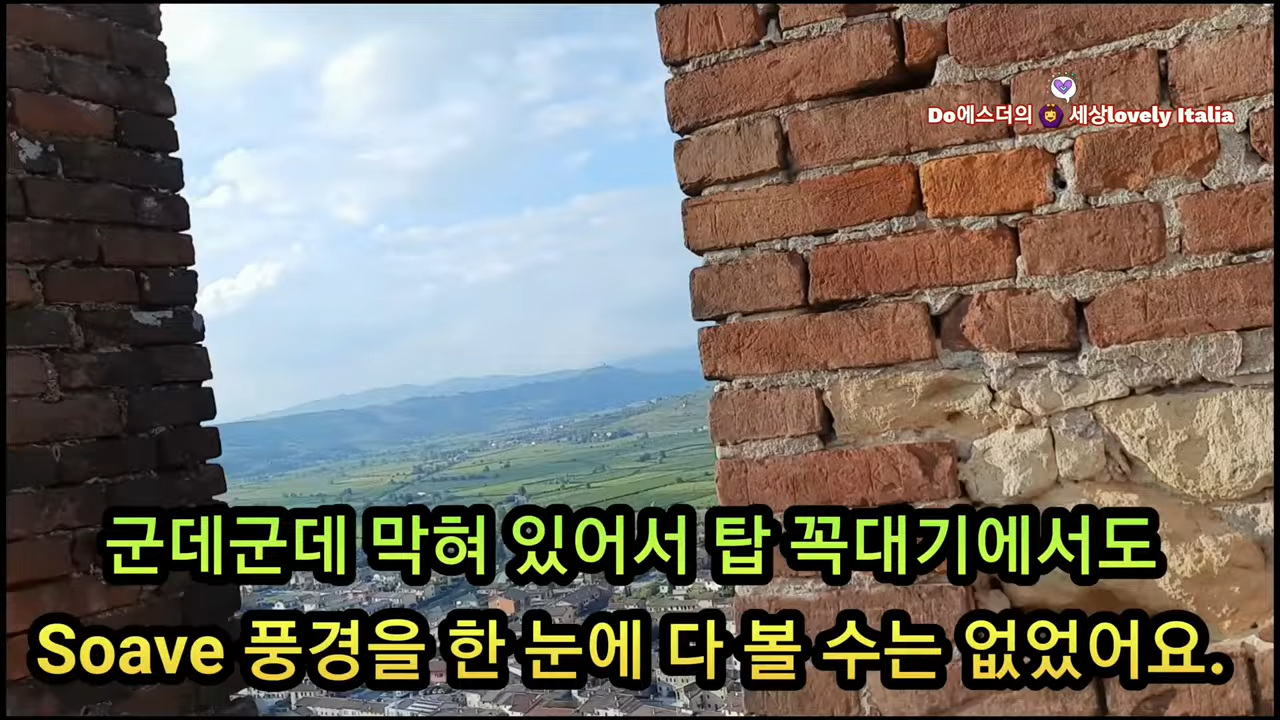 Do에스더의 🙆‍♀️ 세상lovely Italia
군데군데 막혀 있어서 탑 꼭대기에서도
Soave 풍경을 한 눈에 다 볼 수는 없었어요.